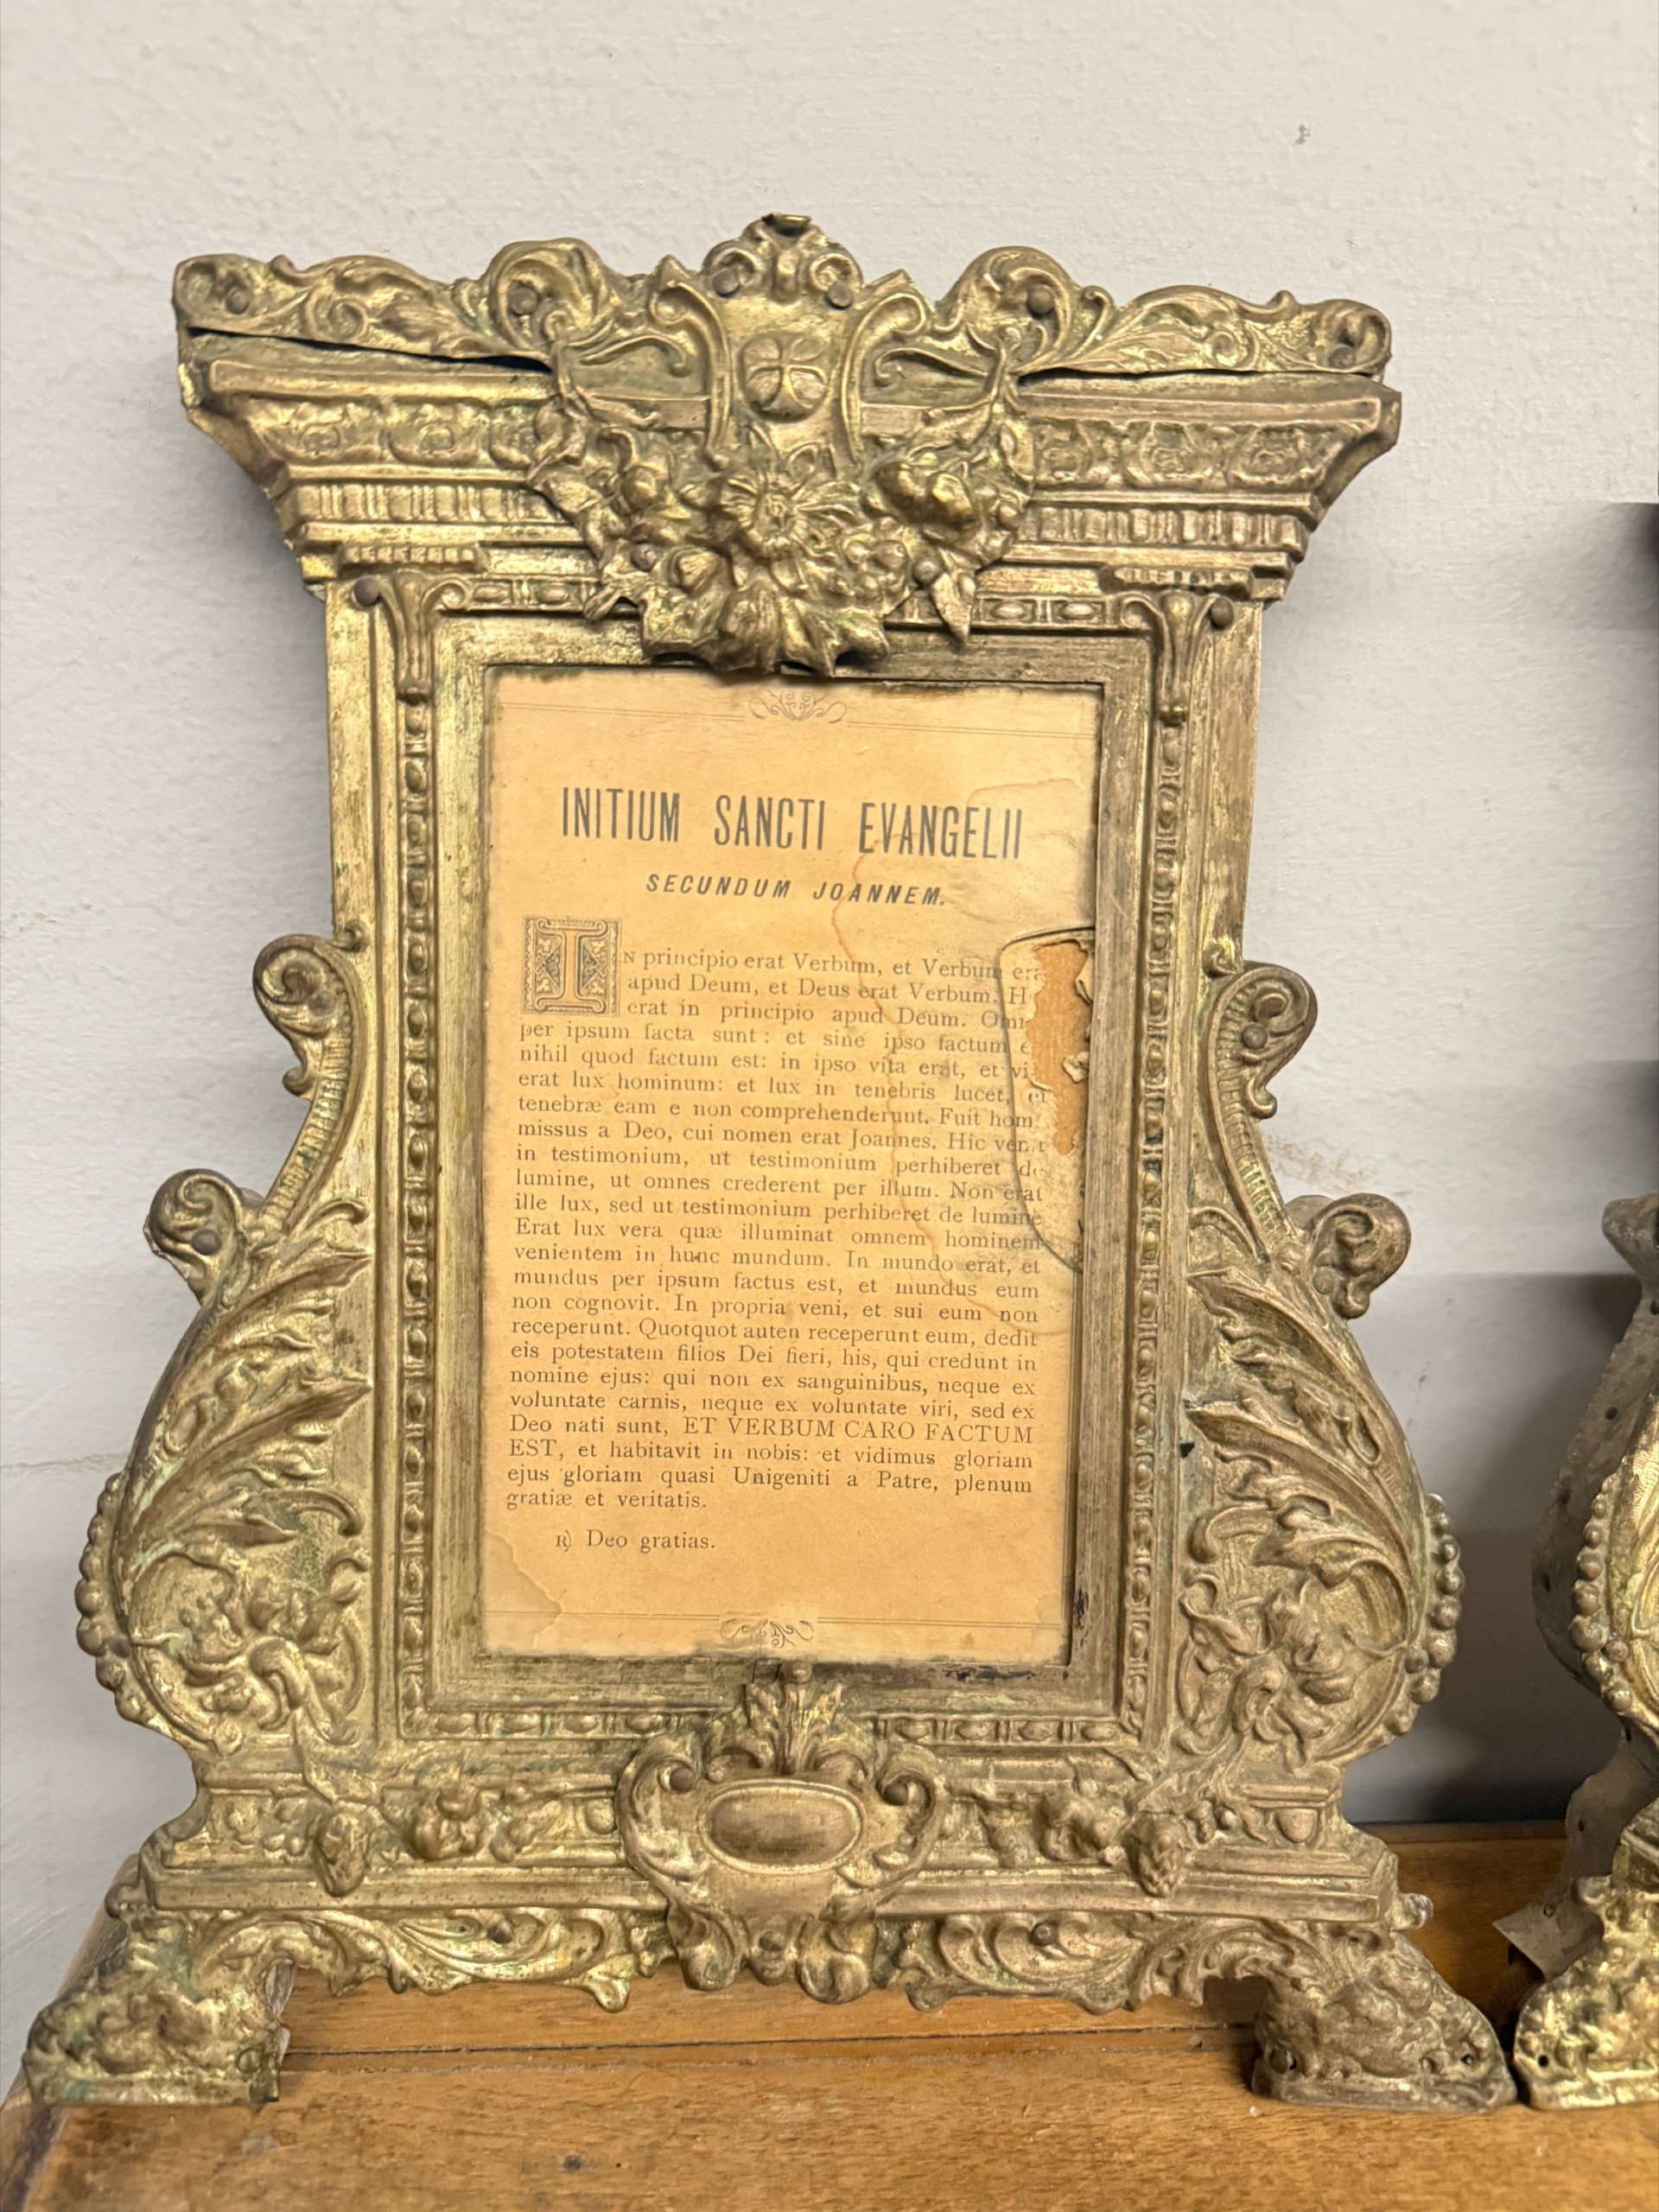 INITIUM SANCTI EVANGELII
SECUNDUM JOANNEM.
IN principio erat Verbum, et Verbum
apud Deum, et Deus erat Verbum.
erat in principio apud Deum.
per ipsum facta sunt: et sine ipso factum
nihil quod factum est: in ipso vita erat, et
erat lux hominum: et lux in tenebris lucet, et
tenebræ eam e non comprehenderunt. Fuit
missus a Deo, cui nomen erat Joannes. Hic
in testimonium, ut testimonium perhiberet de
lumine, ut omnes crederent per illum. Non erat
ille lux, sed ut testimonium perhiberet de lumine
Erat lux vera quæ illuminat omnem hominem
venientem in hunc mundum. In mundo erat, et
mundus per ipsum factus est, et mundus eum
non cognovit. In propria veni, et sui eum non
receperunt. Quotquot auten receperunt eum, dedit
eis potestatem filios Dei fieri, his, qui credunt in
nomine ejus: qui non ex sanguinibus, neque ex
voluntate carnis, neque ex voluntate viri, sed ex
Deo nati sunt, ET VERBUM CARO FACTUM
EST, et habitavit in nobis: et vidimus gloriam
ejus gloriam quasi Unigeniti a Patre, plenum
gratiæ et veritatis.
℟ Deo gratias.